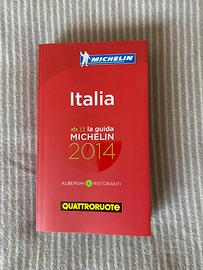 MICHELIN
Italia
la guida
MICHELIN
2014
ALBERGHI & RISTORANTI
QUATTRORUOTE